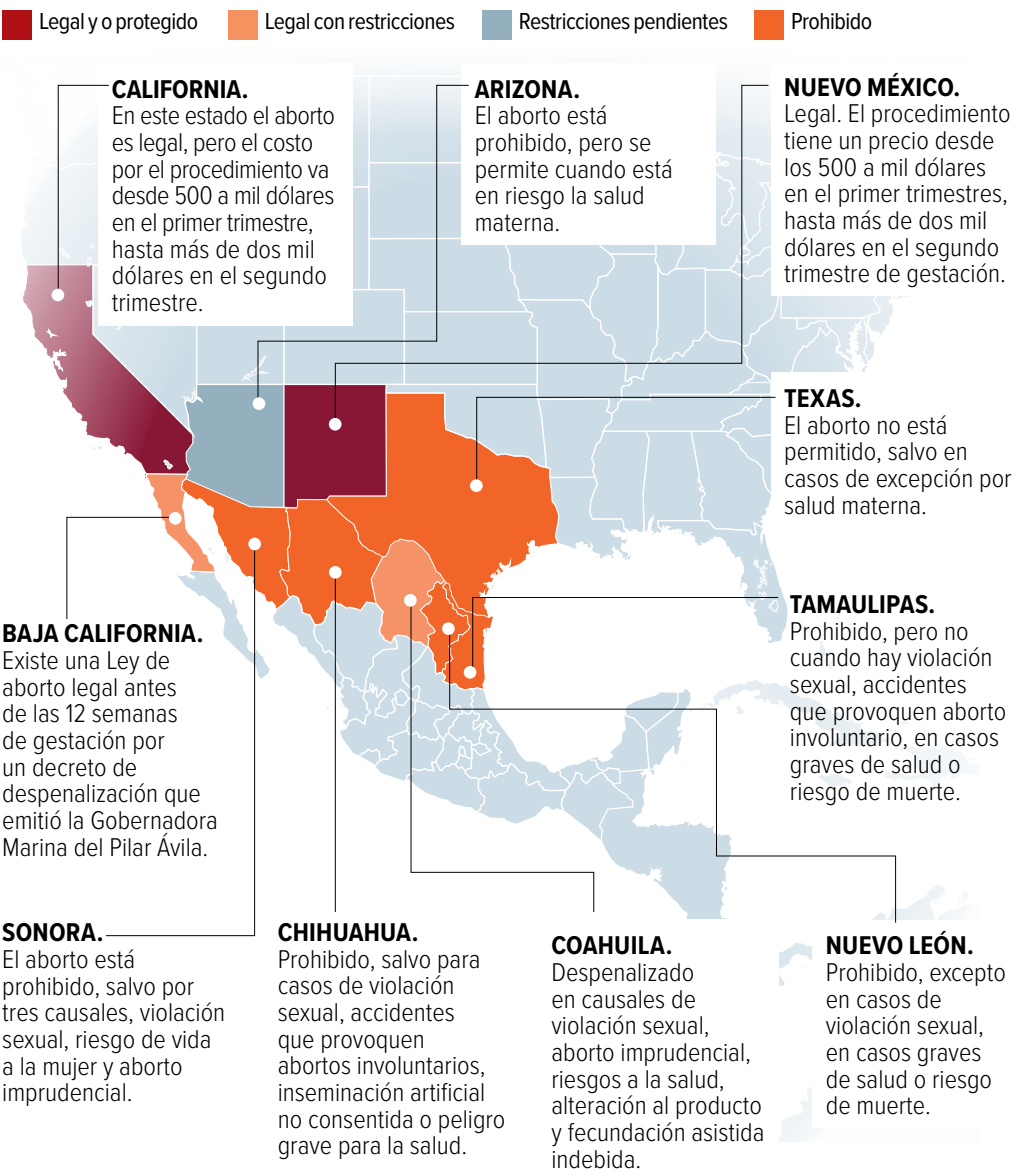 Legal y o protegido
Legal con restricciones
Restricciones pendientes
Prohibido
CALIFORNIA.
En este estado el aborto
es legal, pero el costo
por el procedimiento va
desde 500 a mil dólares
en el primer trimestre,
hasta más de dos mil
dólares en el segundo
trimestre.
ARIZONA.
El aborto está
prohibido, pero se
permite cuando está
en riesgo la salud
materna.
NUEVO MÉXICO.
Legal. El procedimiento
tiene un precio desde
los 500 a mil dólares
en el primer trimestres,
hasta más de dos mil
dólares en el segundo
trimestre de gestación.
TEXAS.
El aborto no está
permitido, salvo en
casos de excepción por
salud materna.
TAMAULIPAS.
Prohibido, pero no
cuando hay violación
sexual, accidentes
que provoquen aborto
involuntario, en casos
graves de salud o
riesgo de muerte.
BAJA CALIFORNIA.
Existe una Ley de
aborto legal antes
de las 12 semanas
de gestación por
un decreto de
despenalización que
emitió la Gobernadora
Marina del Pilar Ávila.
SONORA.
El aborto está
prohibido, salvo por
tres causales, violación
sexual, riesgo de vida
a la mujer y aborto
imprudencial.
CHIHUAHUA.
Prohibido, salvo para
casos de violación
sexual, accidentes
que provoquen
abortos involuntarios,
inseminación artificial
no consentida o peligro
grave para la salud.
COAHUILA.
Despenalizado
en causales de
violación sexual,
aborto imprudencial,
riesgos a la salud,
alteración al producto
y fecundación asistida
indebida.
NUEVO LEÓN.
Prohibido, excepto
en casos de
violación sexual,
en casos graves
de salud o riesgo
de muerte.